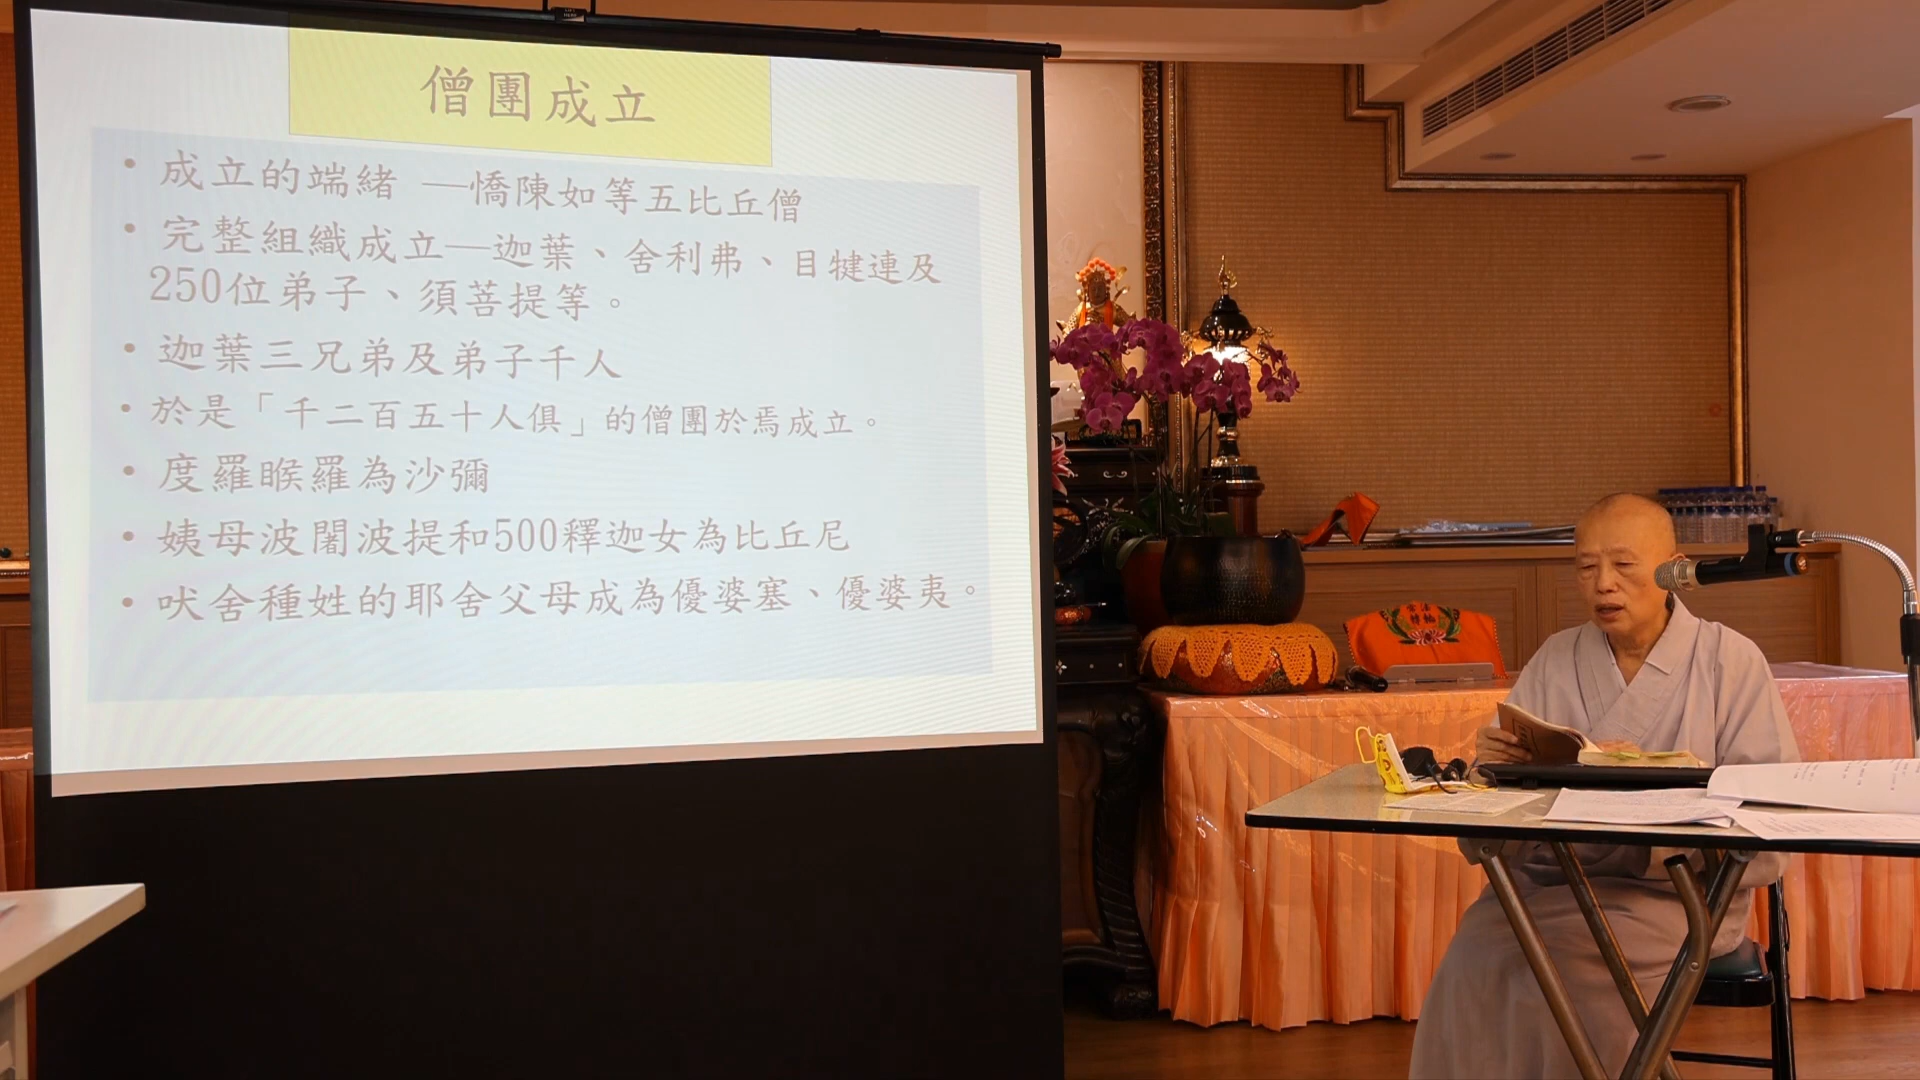 僧團成立
• 成立的端緒 —憍陳如等五比丘僧
• 完整組織成立—迦葉、舍利弗、目犍連及
250位弟子、須菩提等。
• 迦葉三兄弟及弟子千人
• 於是「千二百五十人俱」的僧團於焉成立。
• 度羅睺羅為沙彌
• 姨母波闍波提和500釋迦女為比丘尼
• 吠舍種姓的耶舍父母成為優婆塞、優婆夷。